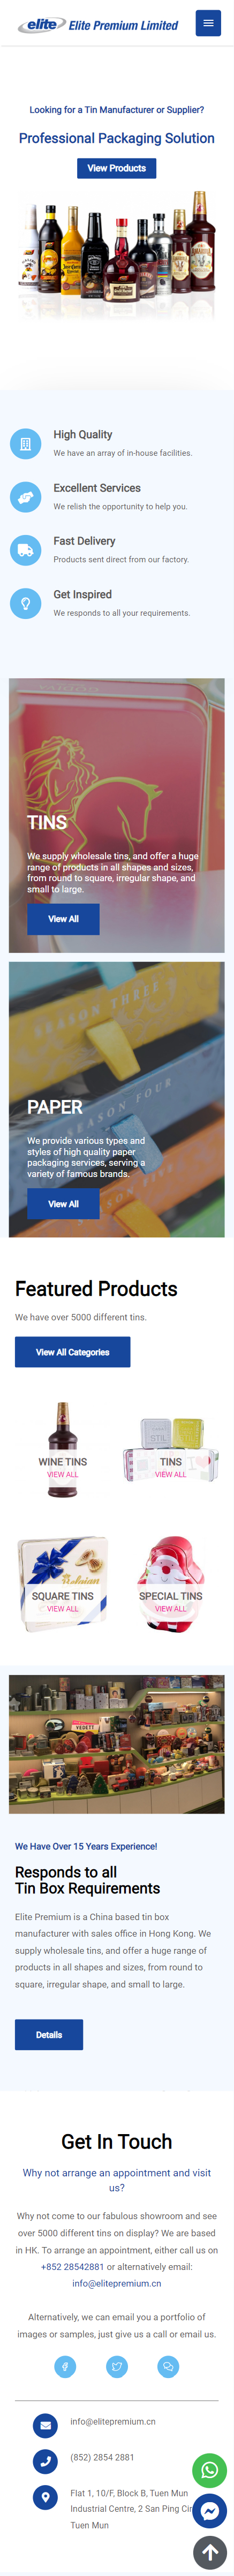 elite Elite Premium Limited
Looking for a Tin Manufacturer or Supplier?
Professional Packaging Solution
View Products
High Quality
We have an array of in-house facilities.
Excellent Services
We relish the opportunity to help you.
Fast Delivery
Products sent direct from our factory.
Get Inspired
We responds to all your requirements.
TINS
We supply wholesale tins, and offer a huge
range of products in all shapes and sizes,
from round to square, irregular shape, and
small to large.
View All
SEASON THREE
SEASON FOUR
PAPER
We provide various types and
styles of high quality paper
packaging services, serving a
variety of famous brands.
View All
Featured Products
We have over 5000 different tins.
View All Categories
WINE TINS
VIEW ALL
TINS
VIEW ALL
SQUARE TINS
VIEW ALL
SPECIAL TINS
VIEW ALL
We Have Over 15 Years Experience!
Responds to all
Tin Box Requirements
Elite Premium is a China based tin box
manufacturer with sales office in Hong Kong. We
supply wholesale tins, and offer a huge range of
products in all shapes and sizes, from round to
square, irregular shape, and small to large.
Details
Get In Touch
Why not arrange an appointment and visit
us?
Why not come to our fabulous showroom and see
over 5000 different tins on display? We are based
in HK. To arrange an appointment, either call us on
+852 28542881 or alternatively email:
info@elitepremium.cn
Alternatively, we can email you a portfolio of
images or samples, just give us a call or email us.
info@elitepremium.cn
(852) 2854 2881
Flat 1, 10/F, Block B, Tuen Mun
Industrial Centre, 2 San Ping
Tuen Mun